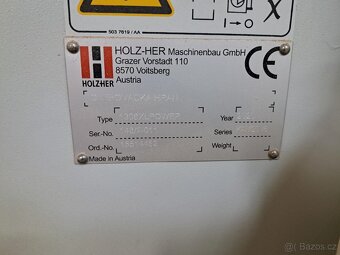 503 7619 / AA
HOLZ-HER Maschinenbau GmbH
Grazer Vorstadt 110
8570 Voitsberg
Austria
HOLZHER
CE
Type
Year
Ser.-No.
Series
Ord.-No.
Weight
Made in Austria
Bazoš.cz